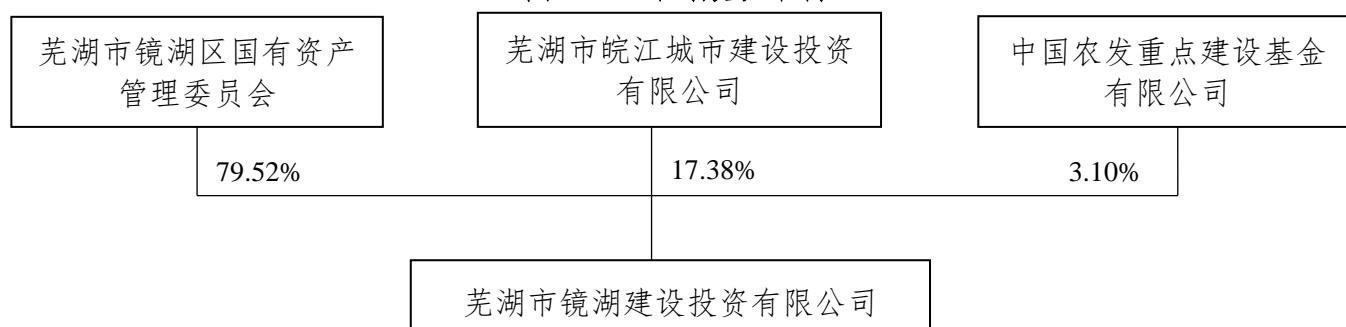 芜湖市镜湖区国有资产
管理委员会
芜湖市皖江城市建设投资
有限公司
中国农发重点建设基金
有限公司
79.52%
17.38%
3.10%
芜湖市镜湖建设投资有限公司